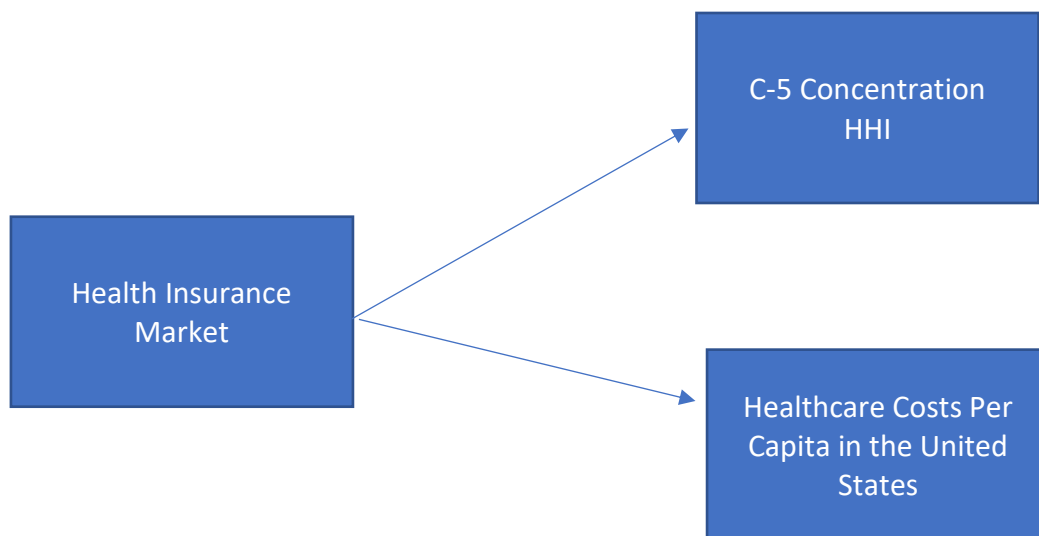 C-5 Concentration
HHI
Health Insurance
Market
Healthcare Costs Per
Capita in the United
States